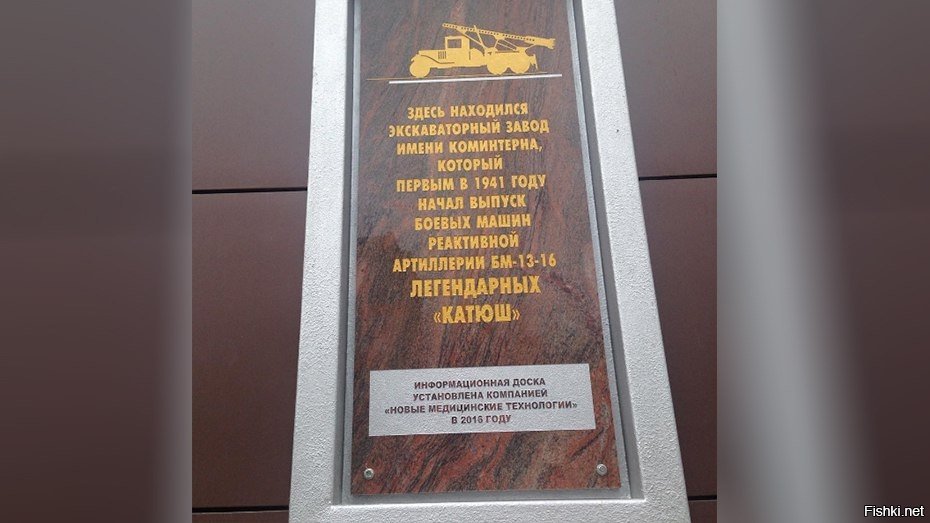 ЗДЕСЬ НАХОДИЛСЯ
ЭКСКАВАТОРНЫЙ ЗАВОД
ИМЕНИ КОМИНТЕРНА,
КОТОРЫЙ
ПЕРВЫМ В 1941 ГОДУ
НАЧАЛ ВЫПУСК
БОЕВЫХ МАШИН
РЕАКТИВНОЙ
АРТИЛЛЕРИИ БМ-13-16
ЛЕГЕНДАРНЫХ
«КАТЮШ»
ИНФОРМАЦИОННАЯ ДОСКА
УСТАНОВЛЕНА КОМПАНИЕЙ
«НОВЫЕ МЕДИЦИНСКИЕ ТЕХНОЛОГИИ»
В 2016 ГОДУ
Fishki.net